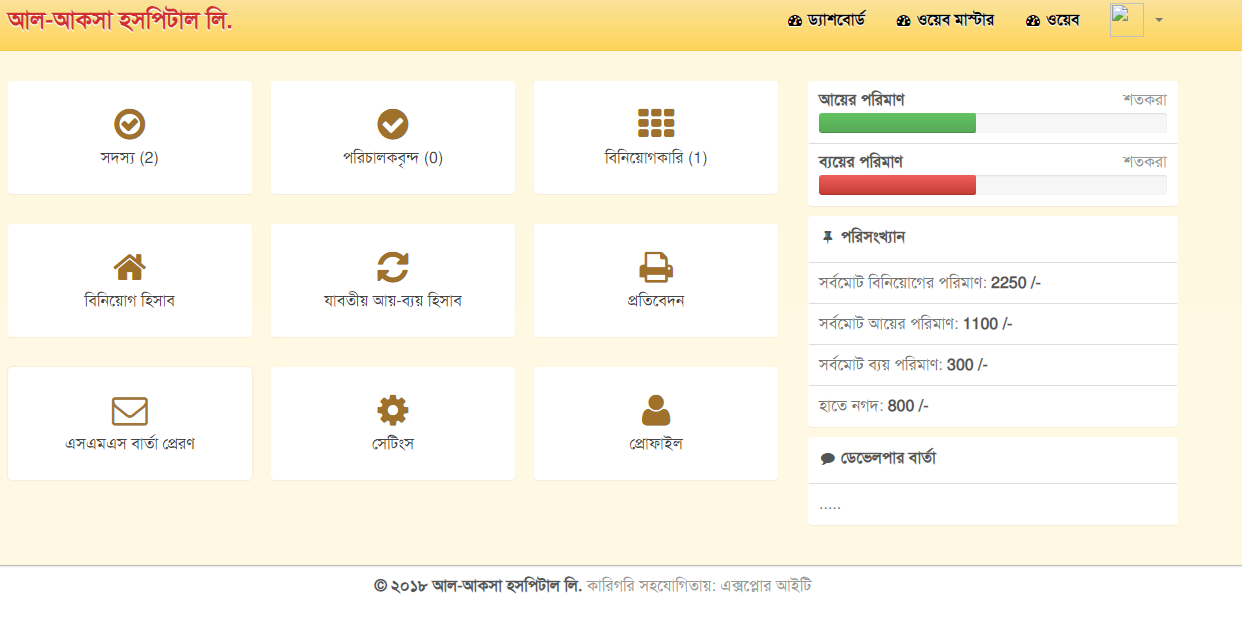 আল-আকসা হসপিটাল লি.
ড্যাশবোর্ড ওয়েব মাস্টার ওয়েব
সদস্য (2)
পরিচালকবৃন্দ (0)
বিনিয়োগকারি (1)
বিনিয়োগ হিসাব
যাবতীয় আয়-ব্যয় হিসাব
প্রতিবেদন
এসএমএস বার্তা প্রেরণ
সেটিংস
প্রোফাইল
আয়ের পরিমাণ শতকরা
ব্যয়ের পরিমাণ শতকরা
পরিসংখ্যান
সর্বমোট বিনিয়োগের পরিমাণ: 2250 /-
সর্বমোট আয়ের পরিমাণ: 1100 /-
সর্বমোট ব্যয় পরিমাণ: 300 /-
হাতে নগদ: 800 /-
ডেভেলপার বার্তা
.....
© ২০১৮ আল-আকসা হসপিটাল লি. কারিগরি সহযোগিতায়: এক্সপ্লোর আইটি